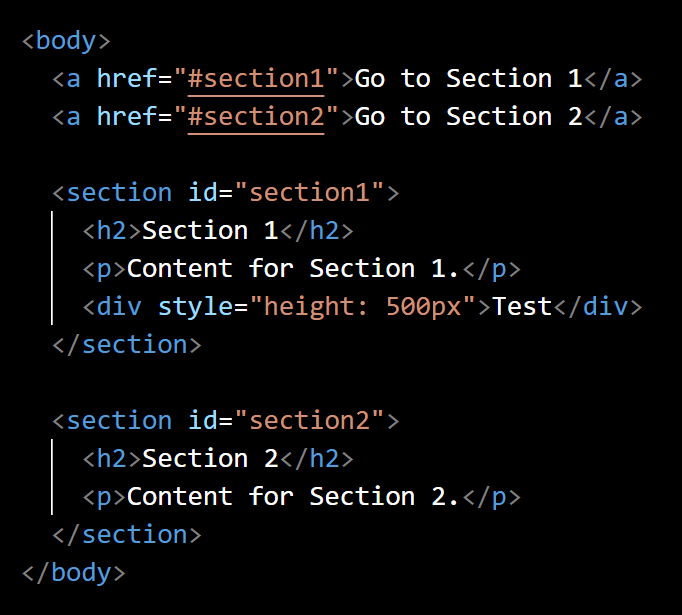 <body>
<a href="#section1">Go to Section 1</a>
<a href="#section2">Go to Section 2</a>
<section id="section1">
<h2>Section 1</h2>
<p>Content for Section 1.</p>
<div style="height: 500px">Test</div>
</section>
<section id="section2">
<h2>Section 2</h2>
<p>Content for Section 2.</p>
</section>
</body>